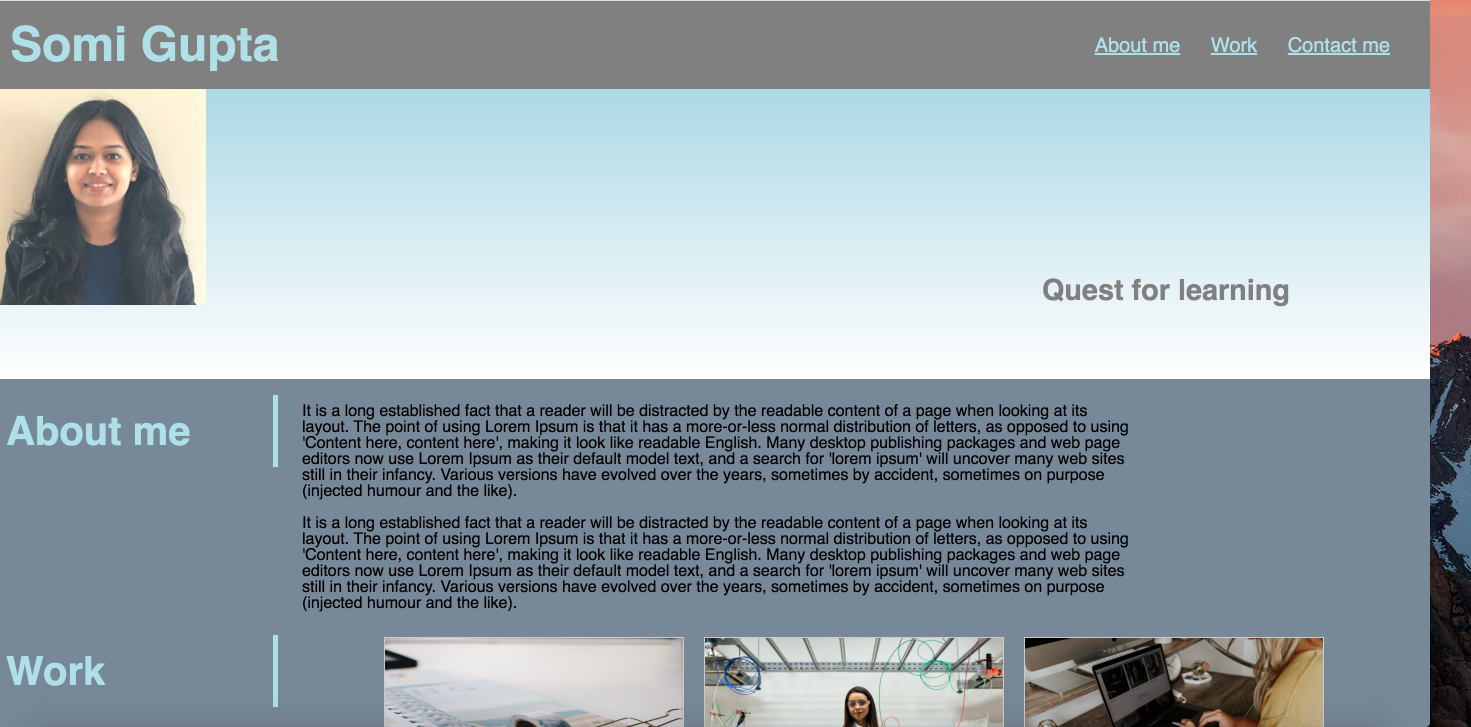 Somi Gupta
About me Work Contact me
Quest for learning
About me
It is a long established fact that a reader will be distracted by the readable content of a page when looking at its
layout. The point of using Lorem Ipsum is that it has a more-or-less normal distribution of letters, as opposed to using
'Content here, content here', making it look like readable English. Many desktop publishing packages and web page
editors now use Lorem Ipsum as their default model text, and a search for 'lorem ipsum' will uncover many web sites
still in their infancy. Various versions have evolved over the years, sometimes by accident, sometimes on purpose
(injected humour and the like).
It is a long established fact that a reader will be distracted by the readable content of a page when looking at its
layout. The point of using Lorem Ipsum is that it has a more-or-less normal distribution of letters, as opposed to using
'Content here, content here', making it look like readable English. Many desktop publishing packages and web page
editors now use Lorem Ipsum as their default model text, and a search for 'lorem ipsum' will uncover many web sites
still in their infancy. Various versions have evolved over the years, sometimes by accident, sometimes on purpose
(injected humour and the like).
Work